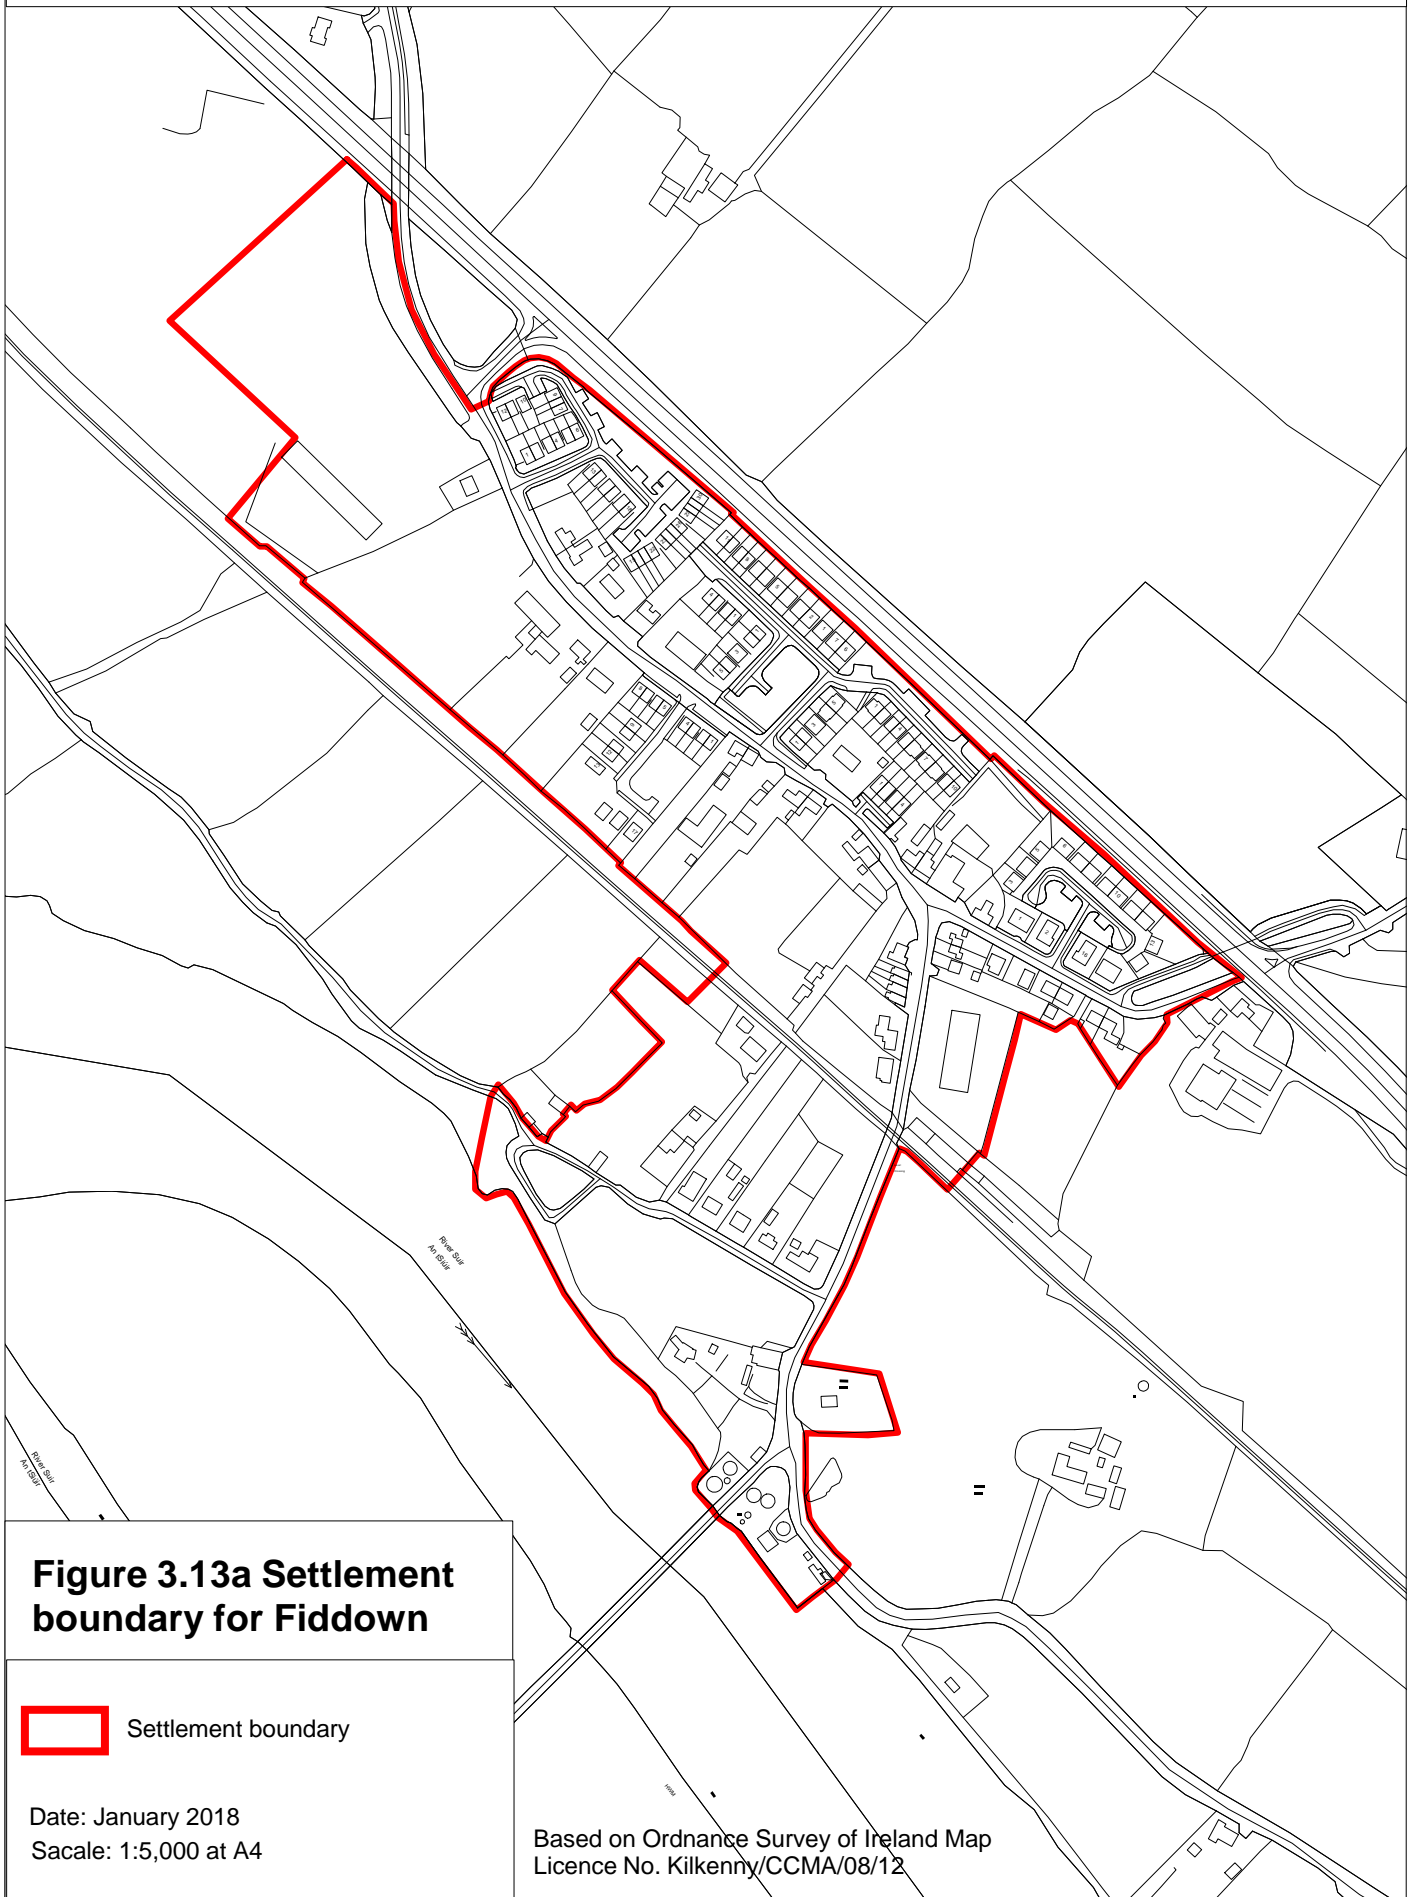 River Suir
An tSiúir
River Suir
An tSiúir
Figure 3.13a Settlement
boundary for Fiddown
Settlement boundary
HWM
Date: January 2018
Sacale: 1:5,000 at A4
Based on Ordnance Survey of Ireland Map
Licence No. Kilkenny/CCMA/08/12